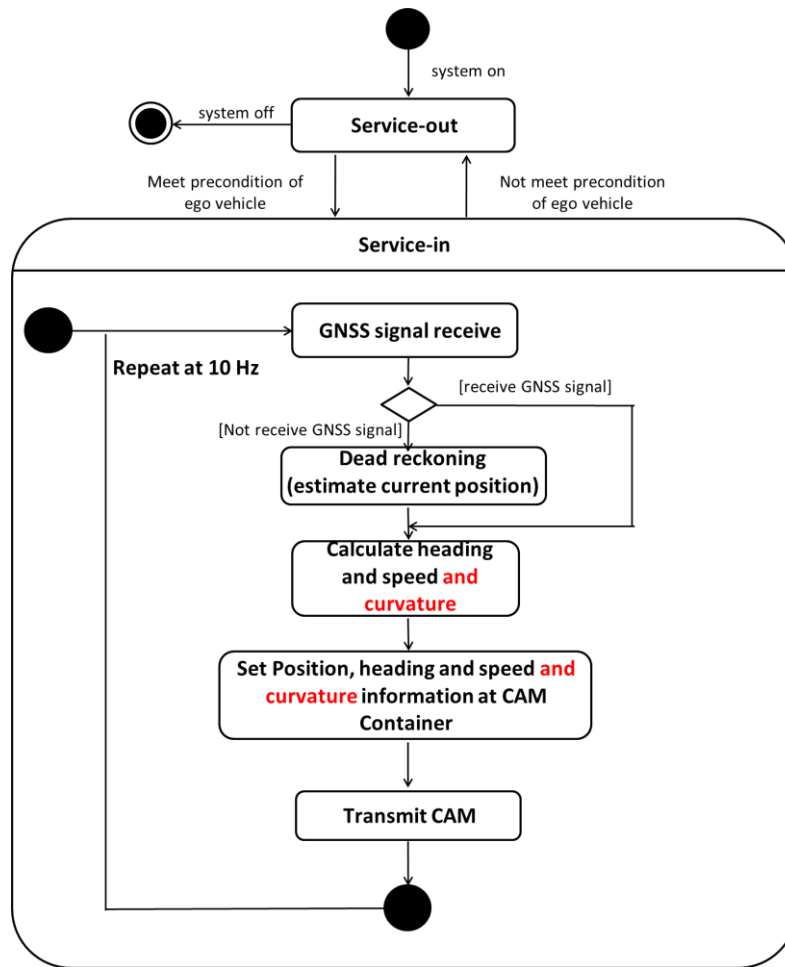 system on
system off
Service-out
Meet precondition of
ego vehicle
Not meet precondition
of ego vehicle
Service-in
GNSS signal receive
Repeat at 10 Hz
[receive GNSS signal]
[Not receive GNSS signal]
Dead reckoning
(estimate current position)
Calculate heading
and speed and
curvature
Set Position, heading and speed and
curvature information at CAM
Container
Transmit CAM